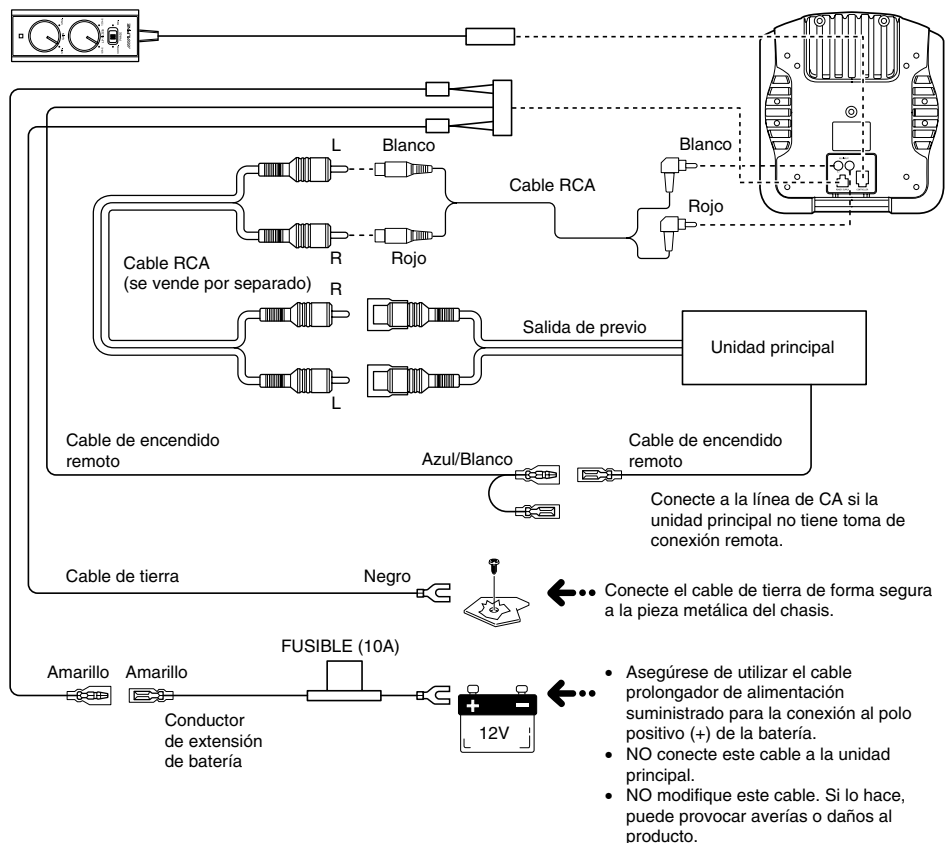 ALPINE
L
Blanco
Blanco
Cable RCA
Rojo
R
Rojo
Cable RCA
(se vende por separado)
R
Salida de previo
Unidad principal
L
Cable de encendido
remoto
Azul/Blanco
Cable de encendido
remoto
Conecte a la línea de CA si la
unidad principal no tiene toma de
conexión remota.
Cable de tierra
Negro
Conecte el cable de tierra de forma segura
a la pieza metálica del chasis.
FUSIBLE (10A)
Amarillo
Amarillo
Conductor
de extensión
de batería
+ −
12V
• Asegúrese de utilizar el cable
prolongador de alimentación
suministrado para la conexión al polo
positivo (+) de la batería.
• NO conecte este cable a la unidad
principal.
• NO modifique este cable. Si lo hace,
puede provocar averías o daños al
producto.